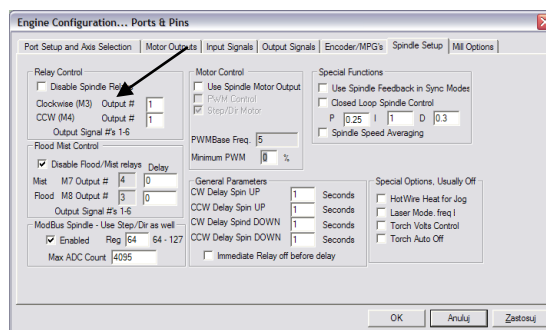 Engine Configuration... Ports & Pins
Port Setup and Axis Selection
Motor Outputs
Input Signals
Output Signals
Encoder/MPG's
Spindle Setup
Mill Options
Relay Control
Disable Spindle Relays
Clockwise (M3) Output # 1
CCW (M4) Output # 1
Output Signal #'s 1-6
Flood Mist Control
Disable Flood/Mist relays Delay
Mist M7 Output # 4 0
Flood M8 Output # 3 0
Output Signal #'s 1-6
ModBus Spindle - Use Step/Dir as well
Enabled Reg 64 64 - 127
Max ADC Count 4095
Motor Control
Use Spindle Motor Output
PWM Control
Step/Dir Motor
PWMBase Freq. 5
Minimum PWM 0 %
General Parameters
CW Delay Spin UP 1 Seconds
CCW Delay Spin UP 1 Seconds
CW Delay Spind DOWN 1 Seconds
CCW Delay Spin DOWN 1 Seconds
Immediate Relay off before delay
Special Functions
Use Spindle Feedback in Sync Modes
Closed Loop Spindle Control
P 0.25 I 1 D 0.3
Spindle Speed Averaging
Special Options, Usually Off
HotWire Heat for Jog
Laser Mode. freq I
Torch Volts Control
Torch Auto Off
OK
Anuluj
Zastosuj